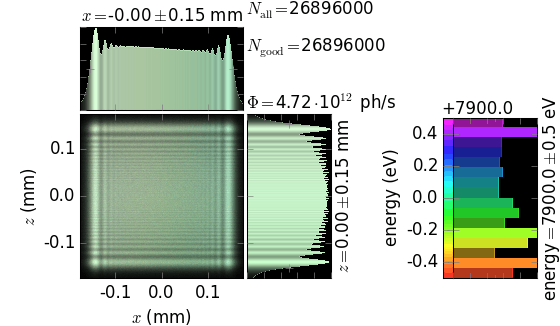 x=-0.00±0.15 mm
N_all=26896000
N_good=26896000
Φ=4.72·10^12 ph/s
0.1
0.0
-0.1
z (mm)
-0.1 0.0 0.1
x (mm)
z=0.00±0.15 mm
+7900.0
0.4
0.2
0.0
-0.2
-0.4
energy (eV)
energy=7900.0±0.5 eV